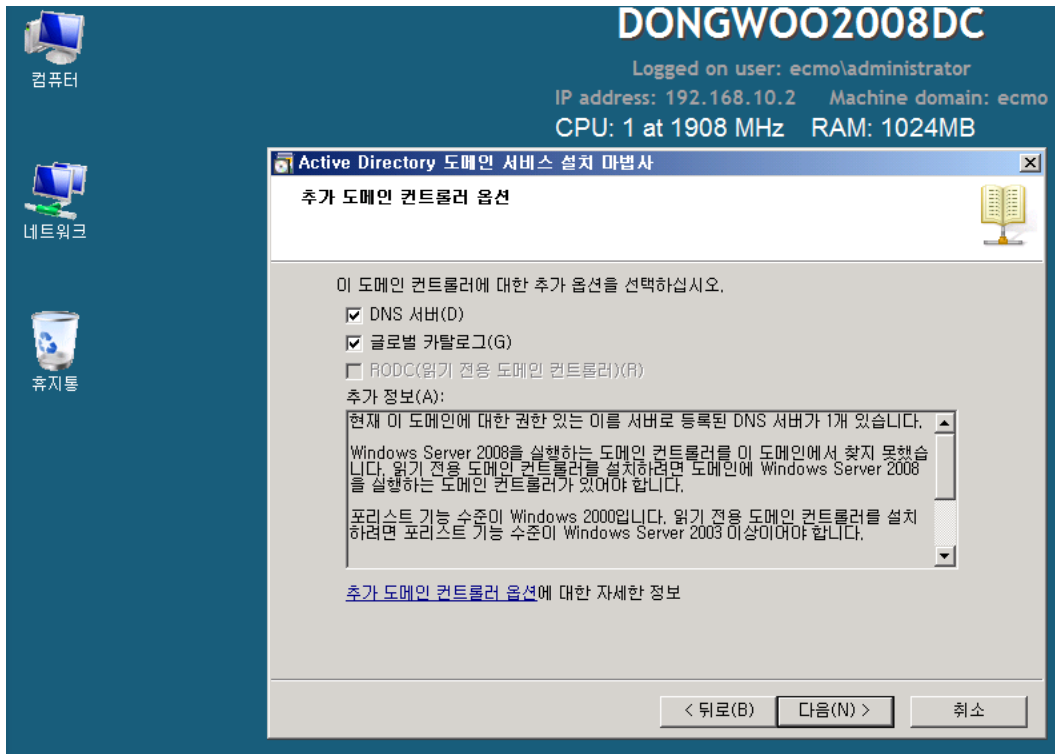 DONGWOO2008DC
Logged on user: ecmo\administrator
IP address: 192.168.10.2 Machine domain: ecmo
CPU: 1 at 1908 MHz RAM: 1024MB
컴퓨터
네트워크
휴지통
Active Directory 도메인 서비스 설치 마법사
추가 도메인 컨트롤러 옵션
이 도메인 컨트롤러에 대한 추가 옵션을 선택하십시오.
DNS 서버(D)
글로벌 카탈로그(G)
RODC(읽기 전용 도메인 컨트롤러)(R)
추가 정보(A):
현재 이 도메인에 대한 권한 있는 이름 서버로 등록된 DNS 서버가 1개 있습니다.
Windows Server 2008을 실행하는 도메인 컨트롤러를 이 도메인에서 찾지 못했습
니다. 읽기 전용 도메인 컨트롤러를 설치하려면 도메인에 Windows Server 2008
을 실행하는 도메인 컨트롤러가 있어야 합니다.
포리스트 기능 수준이 Windows 2000입니다. 읽기 전용 도메인 컨트롤러를 설치
하려면 포리스트 기능 수준이 Windows Server 2003 이상이어야 합니다.
추가 도메인 컨트롤러 옵션에 대한 자세한 정보
< 뒤로(B) 다음(N) > 취소